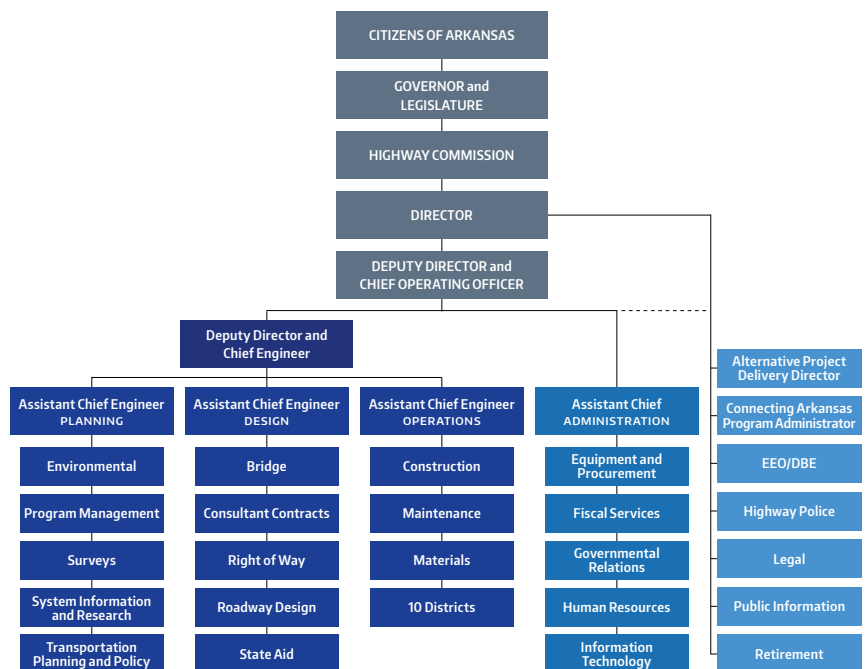 CITIZENS OF ARKANSAS
GOVERNOR and
LEGISLATURE
HIGHWAY COMMISSION
DIRECTOR
DEPUTY DIRECTOR and
CHIEF OPERATING OFFICER
Deputy Director and
Chief Engineer
Assistant Chief Engineer
PLANNING
Environmental
Program Management
Surveys
System Information
and Research
Transportation
Planning and Policy
Assistant Chief Engineer
DESIGN
Bridge
Consultant Contracts
Right of Way
Roadway Design
State Aid
Assistant Chief Engineer
OPERATIONS
Construction
Maintenance
Materials
10 Districts
Assistant Chief
ADMINISTRATION
Equipment and
Procurement
Fiscal Services
Governmental
Relations
Human Resources
Information
Technology
Alternative Project
Delivery Director
Connecting Arkansas
Program Administrator
EEO/DBE
Highway Police
Legal
Public Information
Retirement